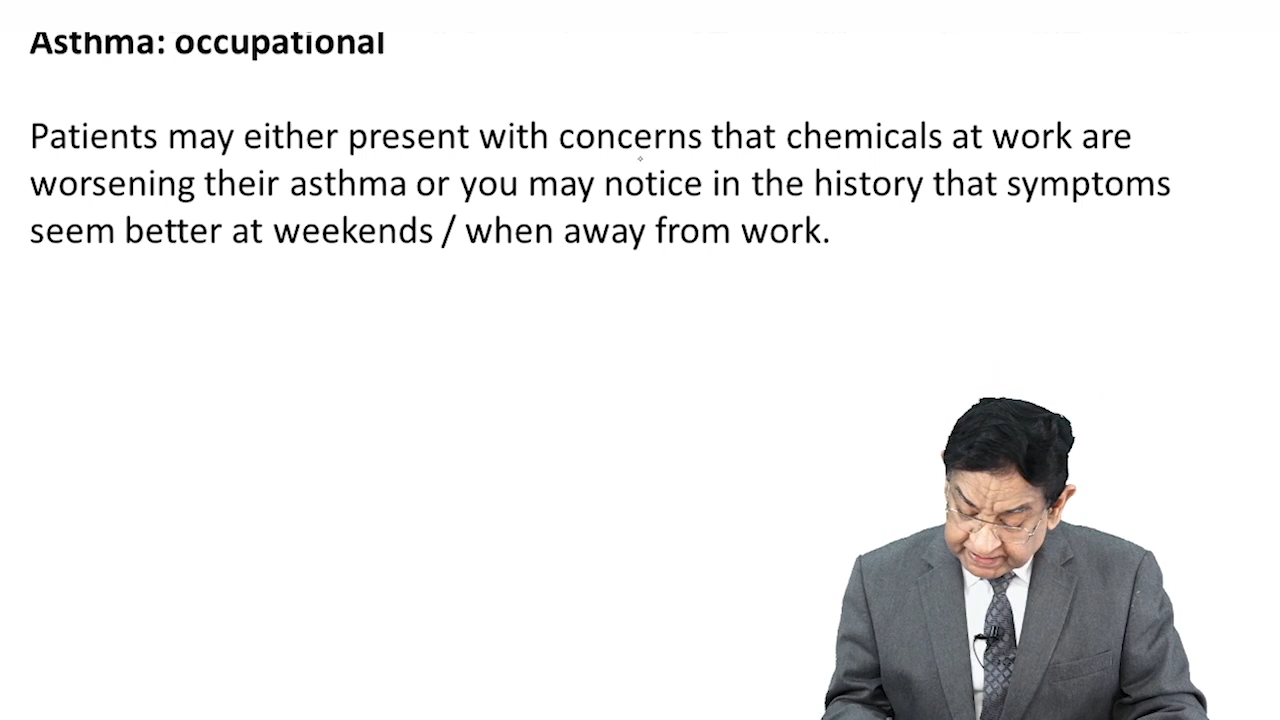 Asthma: occupational
Patients may either present with concerns that chemicals at work are
worsening their asthma or you may notice in the history that symptoms
seem better at weekends / when away from work.